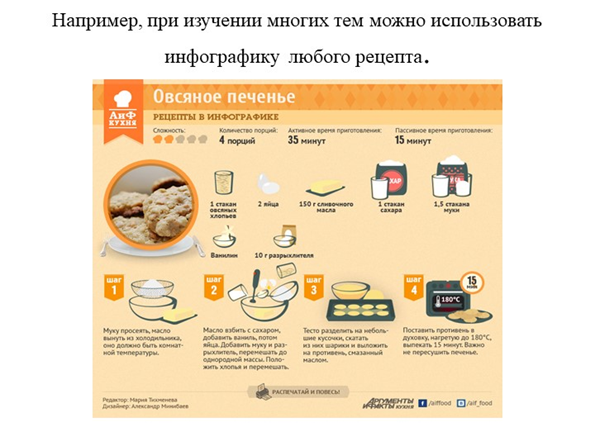 Например, при изучении многих тем можно использовать
инфографику любого рецепта.
АиФ
КУХНЯ
Овсяное печенье
РЕЦЕПТЫ В ИНФОГРАФИКЕ
Сложность:
Количество порций:
4 порций
Активное время приготовления:
35 минут
Пассивное время приготовления:
15 минут
1 стакан
овсяных
хлопьев
2 яйца
150 г сливочного
масла
САХАР
1 стакан
сахара
1,5 стакана
муки
Ванилин
10 г разрыхлителя
шаг
1
Муку просеять, масло
вынуть из холодильника,
оно должно быть комнат-
ной температуры.
шаг
2
Масло взбить с сахаром,
добавить ваниль, потом
яйца. Добавить муку и раз-
рыхлитель, перемешать до
однородной массы. Поло-
жить хлопья и перемешать.
шаг
3
Тесто разделить на неболь-
шие кусочки, скатать
из них шарики и выложить
на противень, смазанный
маслом.
шаг
4
180°С
15
мин
Поставить противень в
духовку, нагретую до 180°С,
выпекать 15 минут. Важно
не пересушить печенье.
РАСПЕЧАТАЙ И ПОВЕСЬ!
Редактор: Мария Тихменева
Дизайнер: Александр Минибаев
АРГУМЕНТЫ
И ФАКТЫ
КУХНЯ
/aiffood
/aif_food